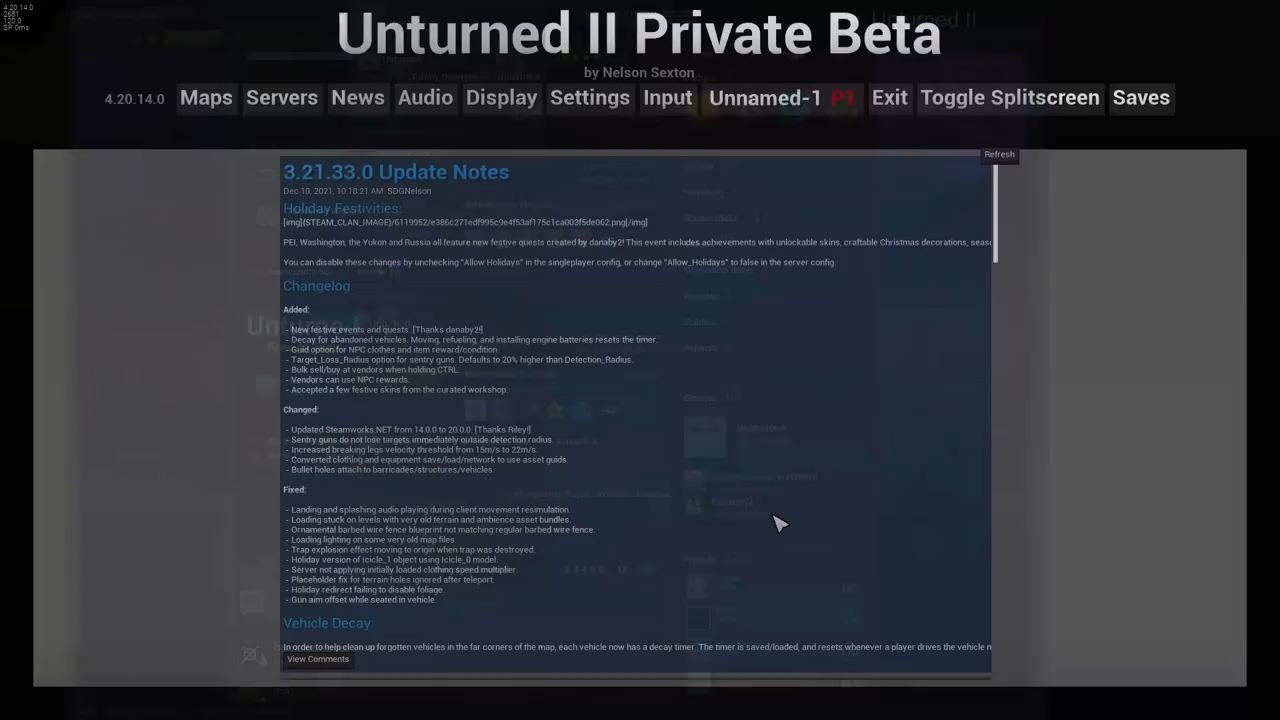 4.20.14.0
2681
120.0
SP 0ms
Unturned II
Unturned II Private Beta
by Nelson Sexton
4.20.14.0 Maps Servers News Audio Display Settings Input Unnamed-1 P1 Exit Toggle Splitscreen Saves
Refresh
3.21.33.0 Update Notes
Dec 10, 2021, 10:18:21 AM SDGNelson
Holiday Festivities:
[img]{STEAM_CLAN_IMAGE}/6119952/e386c271edf995c9e4f53af175c1ca003f5de062.png[/img]
PEI, Washington, the Yukon and Russia all feature new festive quests created by danaby2! This event includes achievements with unlockable skins, craftable Christmas decorations, seaso
You can disable these changes by unchecking "Allow Holidays" in the singleplayer config, or change "Allow_Holidays" to false in the server config.
Changelog
Added:
- New festive events and quests. [Thanks danaby2!]
- Decay for abandoned vehicles. Moving, refueling, and installing engine batteries resets the timer.
- Guid option for NPC clothes and item reward/condition.
- Target_Loss_Radius option for sentry guns. Defaults to 20% higher than Detection_Radius.
- Bulk sell/buy at vendors when holding CTRL.
- Vendors can use NPC rewards.
- Accepted a few festive skins from the curated workshop.
Changed:
- Updated Steamworks.NET from 14.0.0 to 20.0.0. [Thanks Riley!]
- Sentry guns do not lose targets immediately outside detection radius.
- Increased breaking legs velocity threshold from 15m/s to 22m/s.
- Converted clothing and equipment save/load/network to use asset guids.
- Bullet holes attach to barricades/structures/vehicles.
Fixed:
- Landing and splashing audio playing during client movement resimulation.
- Loading stuck on levels with very old terrain and ambience asset bundles.
- Ornamental barbed wire fence blueprint not matching regular barbed wire fence.
- Loading lighting on some very old map files.
- Trap explosion effect moving to origin when trap was destroyed.
- Holiday version of Icicle_1 object using Icicle_0 model.
- Server not applying initially loaded clothing speed multiplier.
- Placeholder fix for terrain holes ignored after teleport.
- Holiday redirect failing to disable foliage.
- Gun aim offset while seated in vehicle.
Vehicle Decay:
In order to help clean up forgotten vehicles in the far corners of the map, each vehicle now has a decay timer. The timer is saved/loaded, and resets whenever a player drives the vehicle m
View Comments